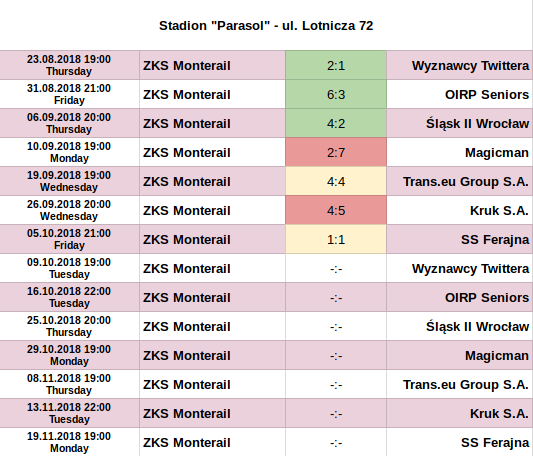 Stadion "Parasol" - ul. Lotnicza 72
23.08.2018 19:00
Thursday
ZKS Monterail
2:1
Wyznawcy Twittera
31.08.2018 21:00
Friday
ZKS Monterail
6:3
OIRP Seniors
06.09.2018 20:00
Thursday
ZKS Monterail
4:2
Śląsk II Wrocław
10.09.2018 19:00
Monday
ZKS Monterail
2:7
Magicman
19.09.2018 19:00
Wednesday
ZKS Monterail
4:4
Trans.eu Group S.A.
26.09.2018 20:00
Wednesday
ZKS Monterail
4:5
Kruk S.A.
05.10.2018 21:00
Friday
ZKS Monterail
1:1
SS Ferajna
09.10.2018 19:00
Tuesday
ZKS Monterail
-:-
Wyznawcy Twittera
16.10.2018 22:00
Tuesday
ZKS Monterail
-:-
OIRP Seniors
25.10.2018 20:00
Thursday
ZKS Monterail
-:-
Śląsk II Wrocław
29.10.2018 19:00
Monday
ZKS Monterail
-:-
Magicman
08.11.2018 19:00
Thursday
ZKS Monterail
-:-
Trans.eu Group S.A.
13.11.2018 22:00
Tuesday
ZKS Monterail
-:-
Kruk S.A.
19.11.2018 19:00
Monday
ZKS Monterail
-:-
SS Ferajna